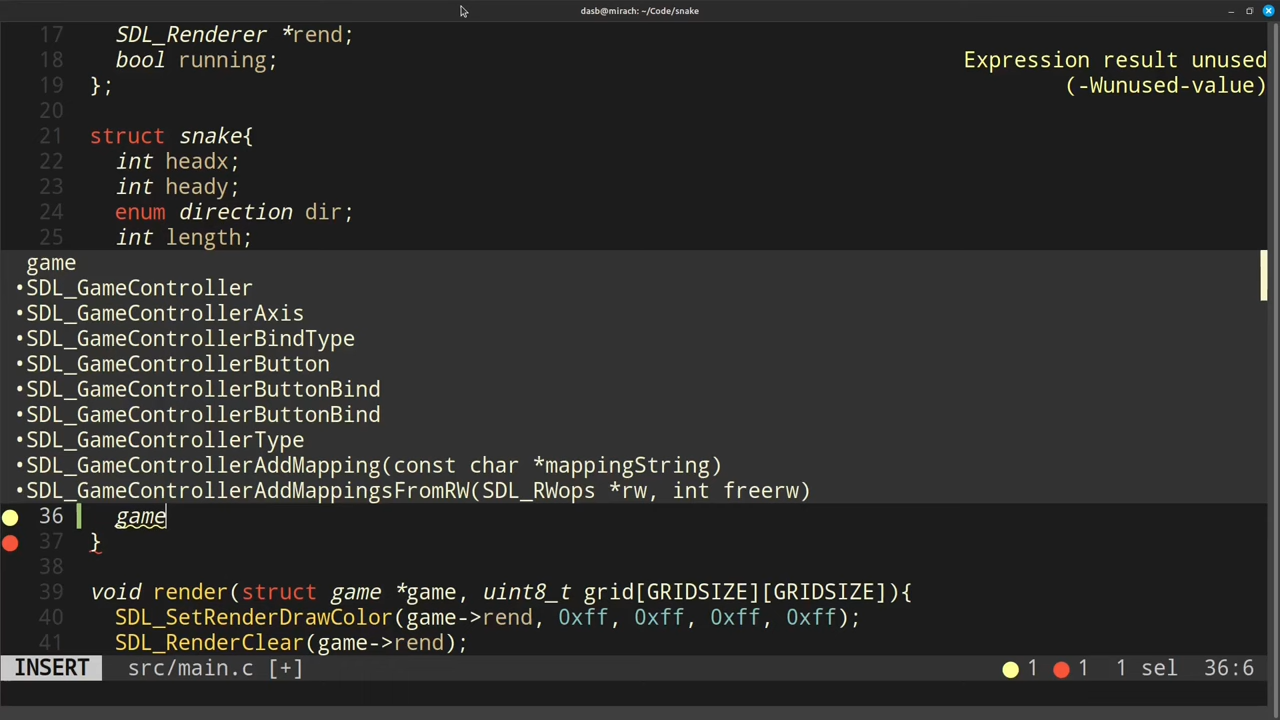 dasb@mirach: ~/Code/snake
17 SDL_Renderer *rend;
18 bool running;
Expression result unused
19 };
(-Wunused-value)
20
21 struct snake{
22 int headx;
23 int heady;
24 enum direction dir;
25 int length;
game
•SDL_GameController
•SDL_GameControllerAxis
•SDL_GameControllerBindType
•SDL_GameControllerButton
•SDL_GameControllerButtonBind
•SDL_GameControllerButtonBind
•SDL_GameControllerType
•SDL_GameControllerAddMapping(const char *mappingString)
•SDL_GameControllerAddMappingsFromRW(SDL_RWops *rw, int freerw)
36 game
37 }
38
39 void render(struct game *game, uint8_t grid[GRIDSIZE][GRIDSIZE]){
40 SDL_SetRenderDrawColor(game->rend, 0xff, 0xff, 0xff, 0xff);
41 SDL_RenderClear(game->rend);
INSERT src/main.c [+] 1 1 1 sel 36:6